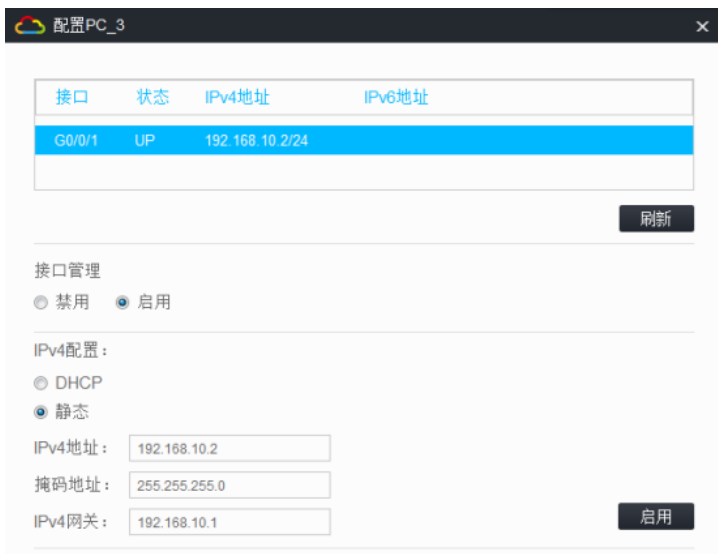 配置PC_3
接口 状态 IPv4地址 IPv6地址
G0/0/1 UP 192.168.10.2/24
刷新
接口管理
禁用 启用
IPv4配置：
DHCP
静态
IPv4地址： 192.168.10.2
掩码地址： 255.255.255.0
IPv4网关： 192.168.10.1
启用